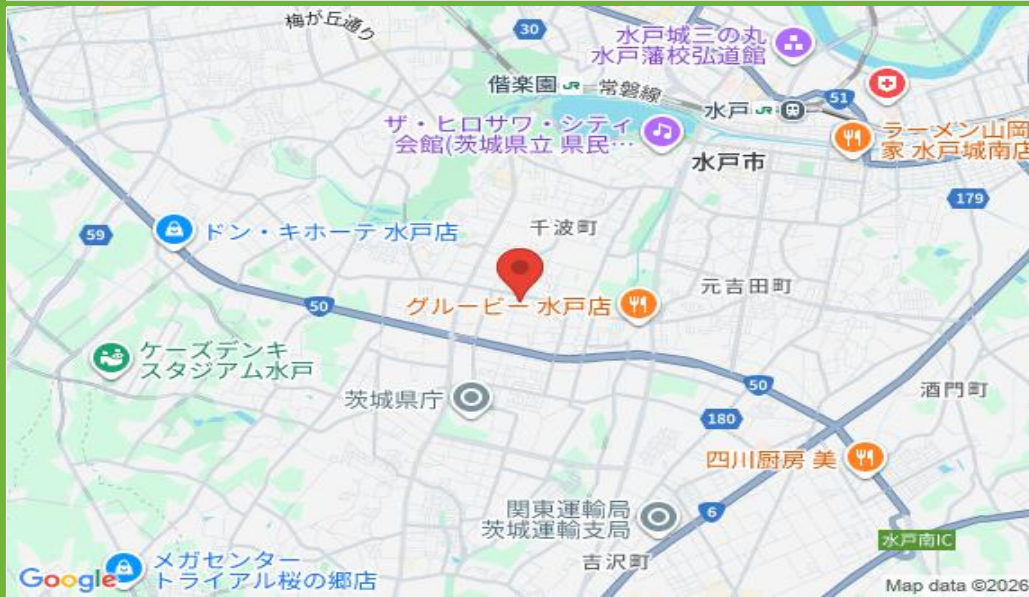 梅が丘通り
30
水戸城三の丸
水戸藩校弘道館
偕楽園 JR
常磐線
水戸 JR
51
ザ・ヒロサワ・シティ
会館(茨城県立 県民…
ラーメン山岡
家 水戸城南店
水戸市
179
59
ドン・キホーテ 水戸店
千波町
元吉田町
50
グルービー 水戸店
ケーズデンキ
スタジアム水戸
50
酒門町
茨城県庁
180
四川厨房 美
関東運輸局
茨城運輸支局
6
水戸南IC
吉沢町
メガセンター
トライアル桜の郷店
Google
Map data ©2026